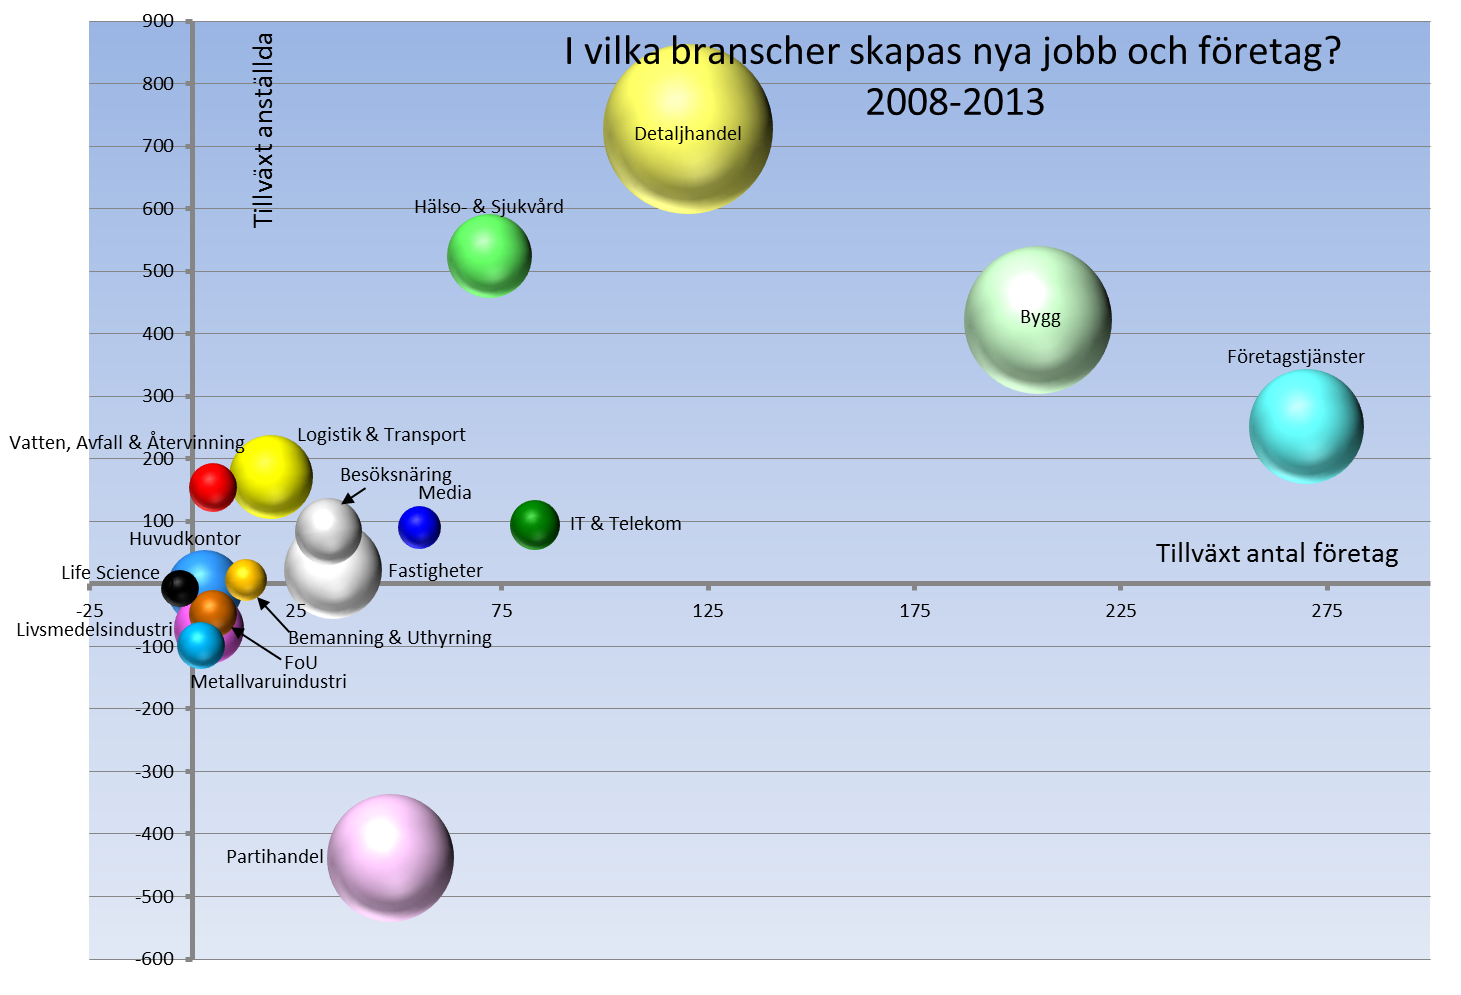 I vilka branscher skapas nya jobb och företag?
2008-2013
Tillväxt anställda
900
800
700
600
500
400
300
200
100
-100
-200
-300
-400
-500
-600
Detaljhandel
Hälso- & Sjukvård
Bygg
Företagstjänster
Logistik & Transport
Vatten, Avfall & Återvinning
Besöksnäring
Media
IT & Telekom
Huvudkontor
Tillväxt antal företag
Life Science
Fastigheter
-25
25
75
125
175
225
275
Livsmedelsindustri
Bemanning & Uthyrning
FoU
Metallvaruindustri
Partihandel